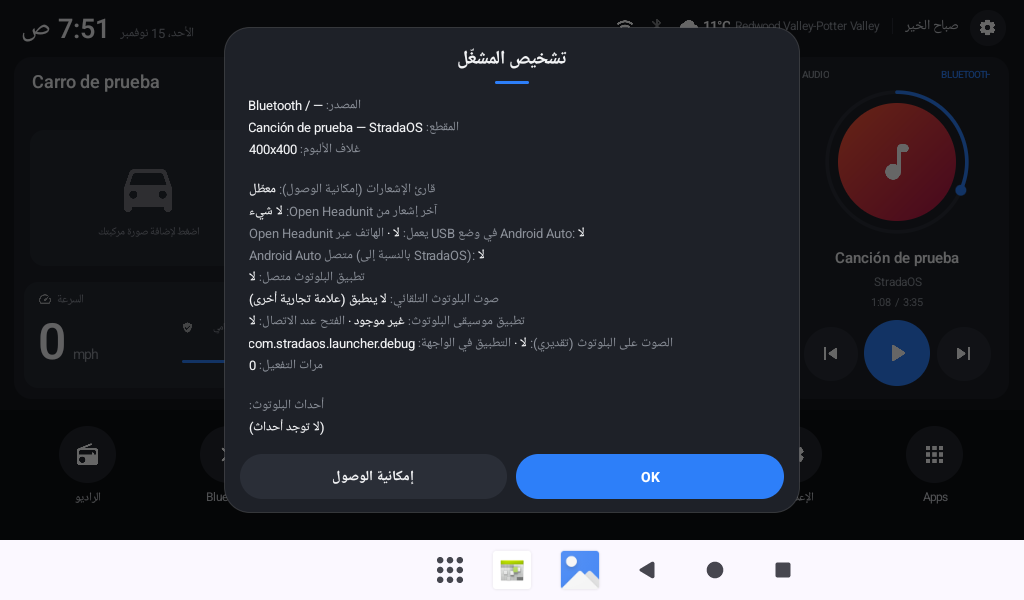 7:51 ص
الأحد، 15 نوفمبر
11°C Redwood Valley-Potter Valley
صباح الخير
Carro de prueba
اضغط لإضافة صورة مركبتك
السرعة
0 mph
AUDIO
BLUETOOTH
Canción de prueba
StradaOS
1:08 / 3:35
تشخيص المشغّل
المصدر: Bluetooth / —
المقطع: Canción de prueba — StradaOS
غلاف الألبوم: 400x400
قارئ الإشعارات (إمكانية الوصول): معطّل
آخر إشعار من Open Headunit: لا شيء
Open Headunit في وضع USB يعمل: لا · الهاتف عبر Android Auto: لا
Android Auto متصل (بالنسبة إلى StradaOS): لا
تطبيق البلوتوث متصل: لا
صوت البلوتوث التلقائي: لا ينطبق (علامة تجارية أخرى)
تطبيق موسيقى البلوتوث: غير موجود · الفتح عند الاتصال: لا
الصوت على البلوتوث (تقديري): لا · التطبيق في الواجهة: com.stradaos.launcher.debug
مرات التفعيل: 0
أحداث البلوتوث:
(لا توجد أحداث)
إمكانية الوصول
OK
الراديو
Blue
الإعد
Apps